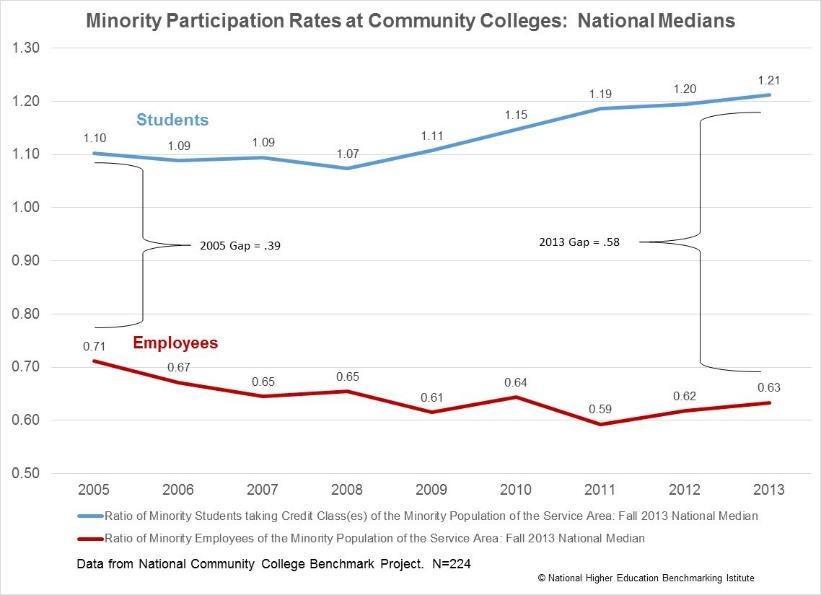 Minority Participation Rates at Community Colleges:  National Medians
1.30
1.20
1.10
1.00
0.90
0.80
0.70
0.60
0.50
Students
1.10
1.09
1.09
1.07
1.11
1.15
1.19
1.20
1.21
2005 Gap = .39
2013 Gap = .58
Employees
0.71
0.67
0.65
0.65
0.61
0.64
0.59
0.62
0.63
2005 2006 2007 2008 2009 2010 2011 2012 2013
Ratio of Minority Students taking Credit Class(es) of the Minority Population of the Service Area: Fall 2013 National Median
Ratio of Minority Employees of the Minority Population of the Service Area: Fall 2013 National Median
Data from National Community College Benchmark Project.  N=224
© National Higher Education Benchmarking Istitute